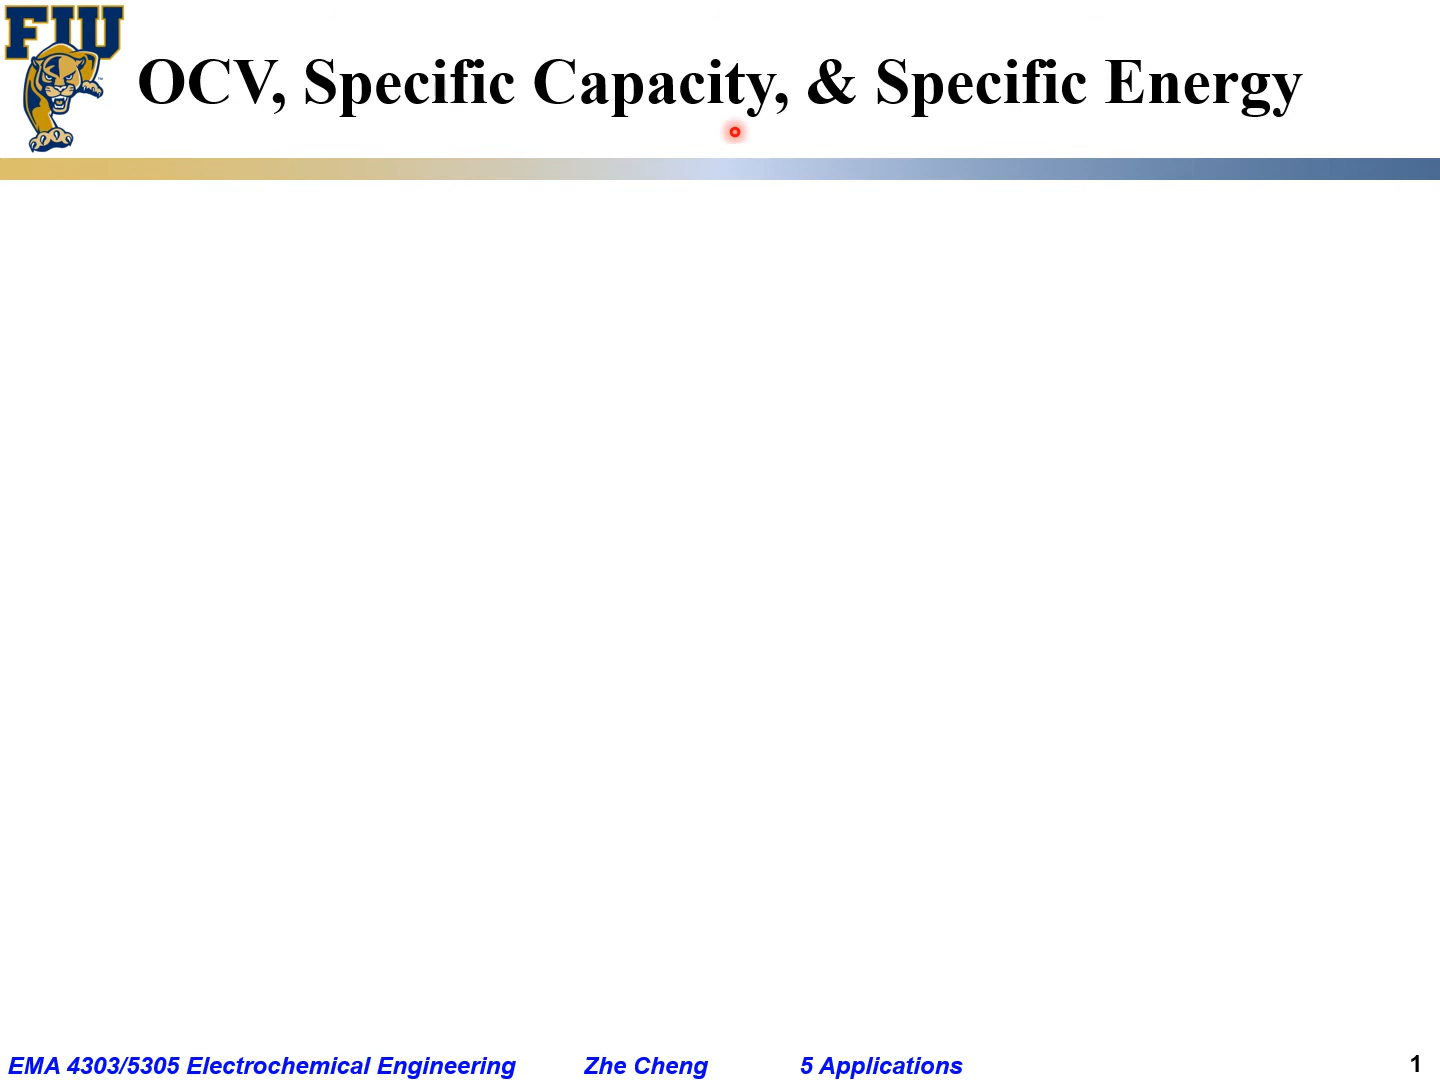 FIU
OCV, Specific Capacity, & Specific Energy
EMA 4303/5305 Electrochemical Engineering Zhe Cheng 5 Applications 1